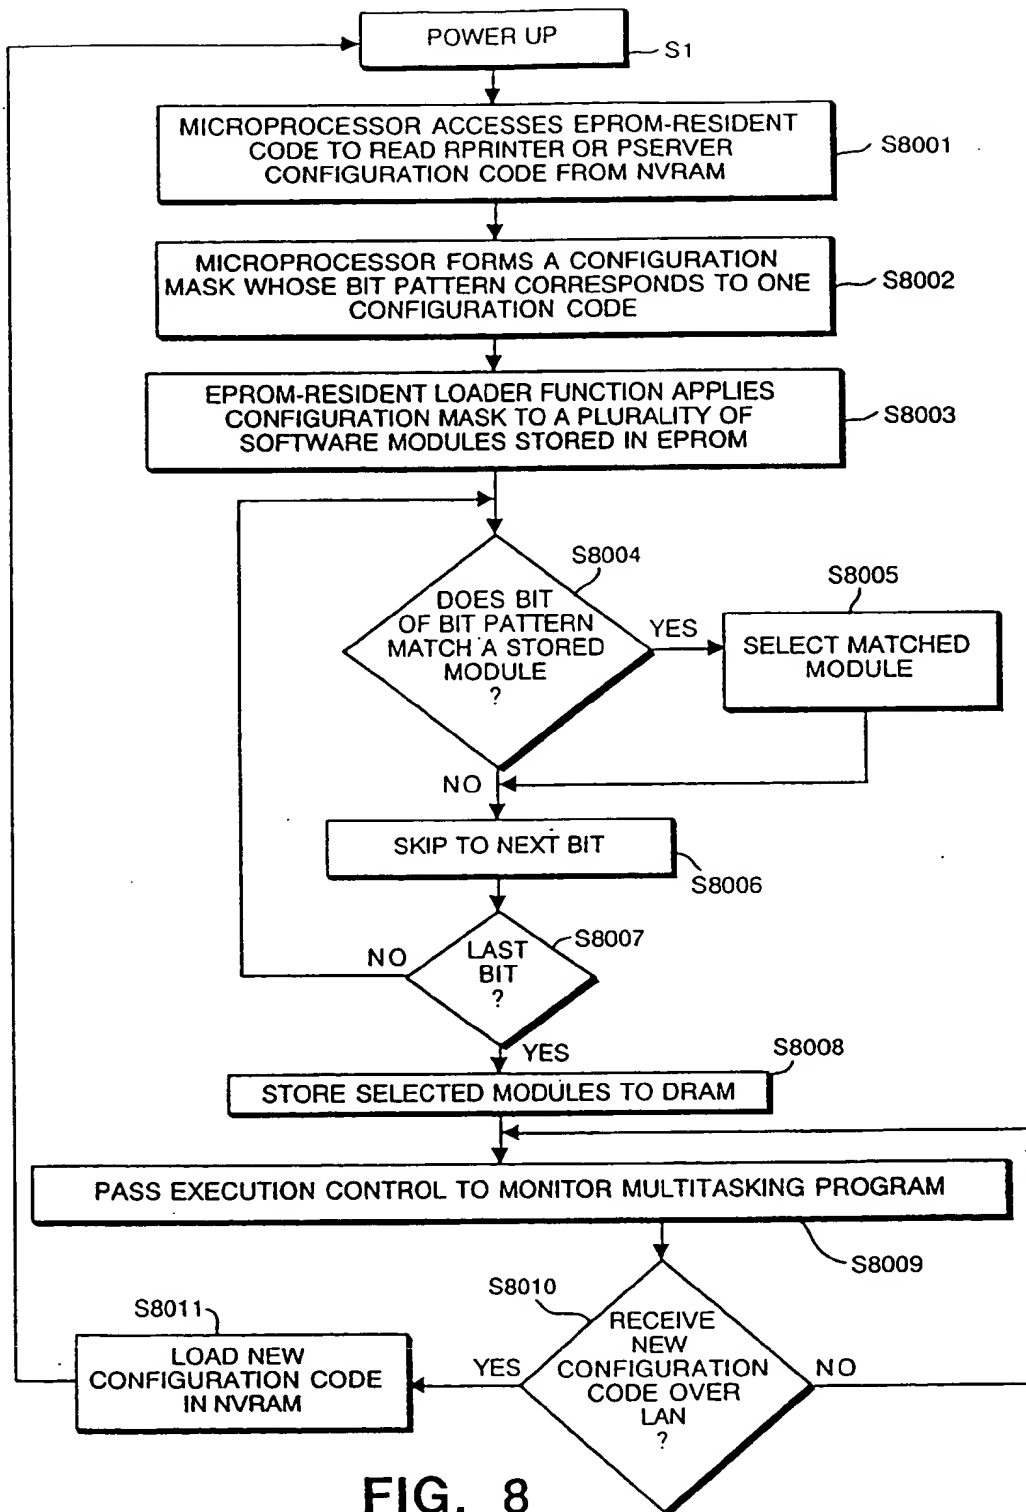 POWER UP
S1
MICROPROCESSOR ACCESSES EPROM-RESIDENT
CODE TO READ RPRINTER OR PSERVER
CONFIGURATION CODE FROM NVRAM
S8001
MICROPROCESSOR FORMS A CONFIGURATION
MASK WHOSE BIT PATTERN CORRESPONDS TO ONE
CONFIGURATION CODE
S8002
EPROM-RESIDENT LOADER FUNCTION APPLIES
CONFIGURATION MASK TO A PLURALITY OF
SOFTWARE MODULES STORED IN EPROM
S8003
S8004
DOES BIT
OF BIT PATTERN
MATCH A STORED
MODULE
?
YES
S8005
SELECT MATCHED
MODULE
NO
SKIP TO NEXT BIT
S8006
S8007
LAST
BIT
?
NO
YES
S8008
STORE SELECTED MODULES TO DRAM
PASS EXECUTION CONTROL TO MONITOR MULTITASKING PROGRAM
S8009
S8010
RECEIVE
NEW
CONFIGURATION
CODE OVER
LAN
?
YES
NO
S8011
LOAD NEW
CONFIGURATION CODE
IN NVRAM
FIG. 8